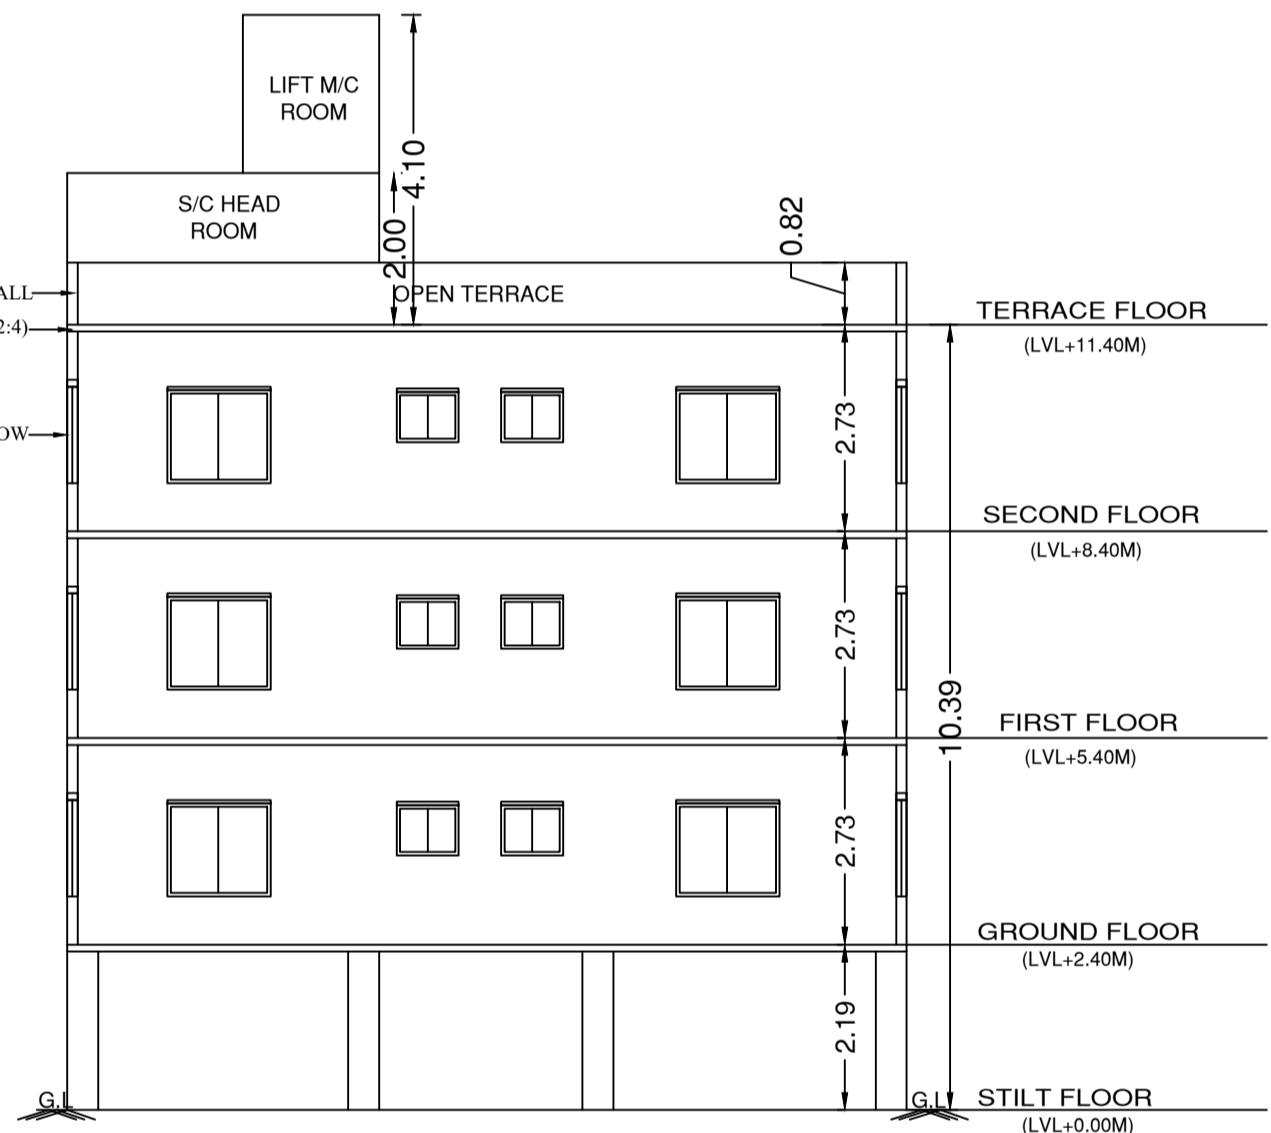 LIFT M/C
ROOM
4.10
S/C HEAD
ROOM
2.00
0.82
ALL
OPEN TERRACE
TERRACE FLOOR
2:4)
(LVL+11.40M)
OW
2.73
SECOND FLOOR
(LVL+8.40M)
2.73
10.39
FIRST FLOOR
(LVL+5.40M)
2.73
GROUND FLOOR
(LVL+2.40M)
2.19
G.L
G.L
STILT FLOOR
(LVL+0.00M)